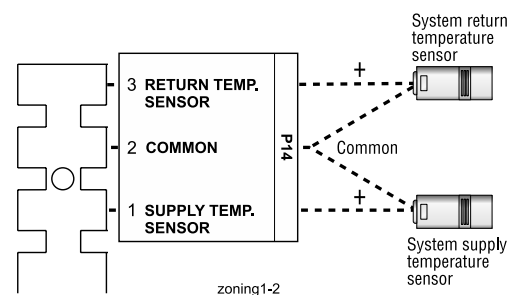 System return
temperature
sensor
3 RETURN TEMP.
SENSOR
+
2 COMMON
P14
Common
1 SUPPLY TEMP.
SENSOR
+
System supply
temperature
sensor
zoning1-2